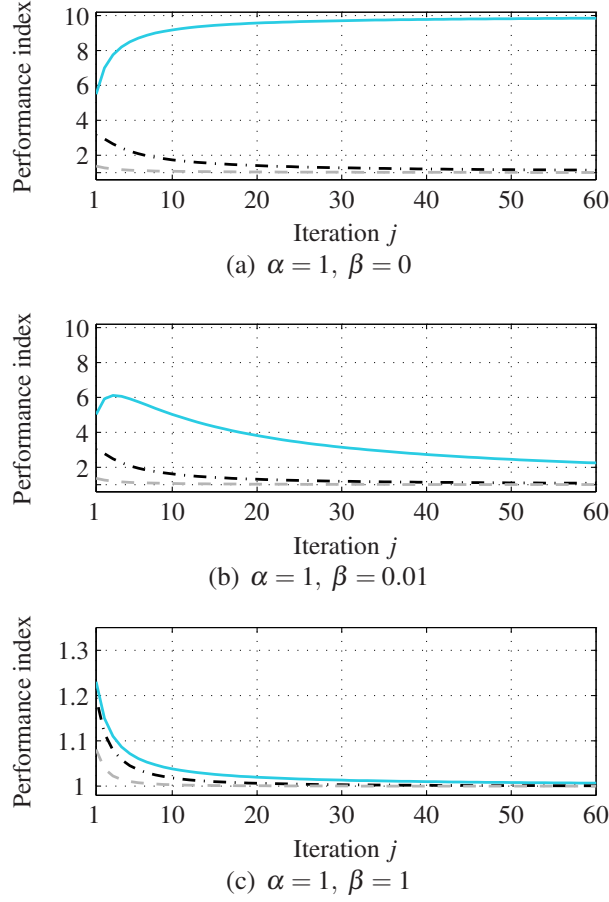 Performance index
10
8
6
4
2
1 10 20 30 40 50 60
Iteration j
(a) α = 1, β = 0
Performance index
10
8
6
4
2
1 10 20 30 40 50 60
Iteration j
(b) α = 1, β = 0.01
Performance index
1.3
1.2
1.1
1
1 10 20 30 40 50 60
Iteration j
(c) α = 1, β = 1